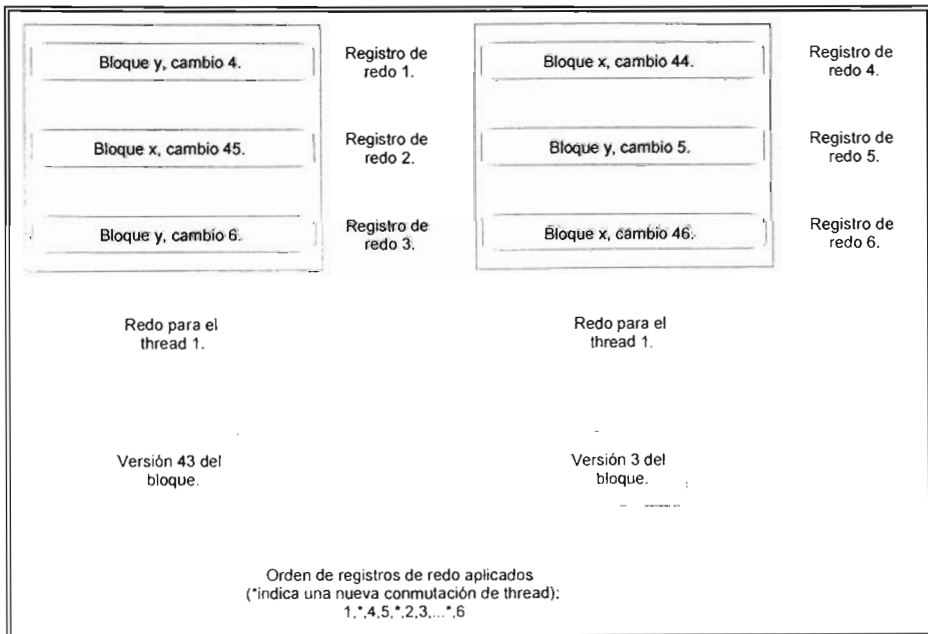 Bloque y, cambio 4.
Registro de
redo 1.
Bloque x, cambio 44.
Registro de
redo 4.
Bloque x, cambio 45.
Registro de
redo 2.
Bloque y, cambio 5.
Registro de
redo 5.
Bloque y, cambio 6.
Registro de
redo 3.
Bloque x, cambio 46.
Registro de
redo 6.
Redo para el
thread 1.
Redo para el
thread 1.
Versión 43 del
bloque.
Versión 3 del
bloque.
Orden de registros de redo aplicados
(*indica una nueva conmutación de thread):
1,*,4,5,*,2,3,...*,6